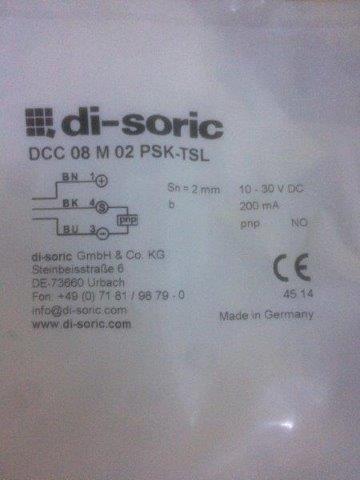 di-soric
DCC 08 M 02 PSK-TSL
BN 1 +
Sn = 2 mm 10 - 30 V DC
BK 4 S
b 200 mA
pnp
pnp NO
BU 3 -
di-soric GmbH & Co. KG
Steinbeisstraße 6
DE-73660 Urbach
Fon: +49 (0) 71 81 / 98 79 - 0
info@di-soric.com
www.di-soric.com
CE
45.14
Made in Germany